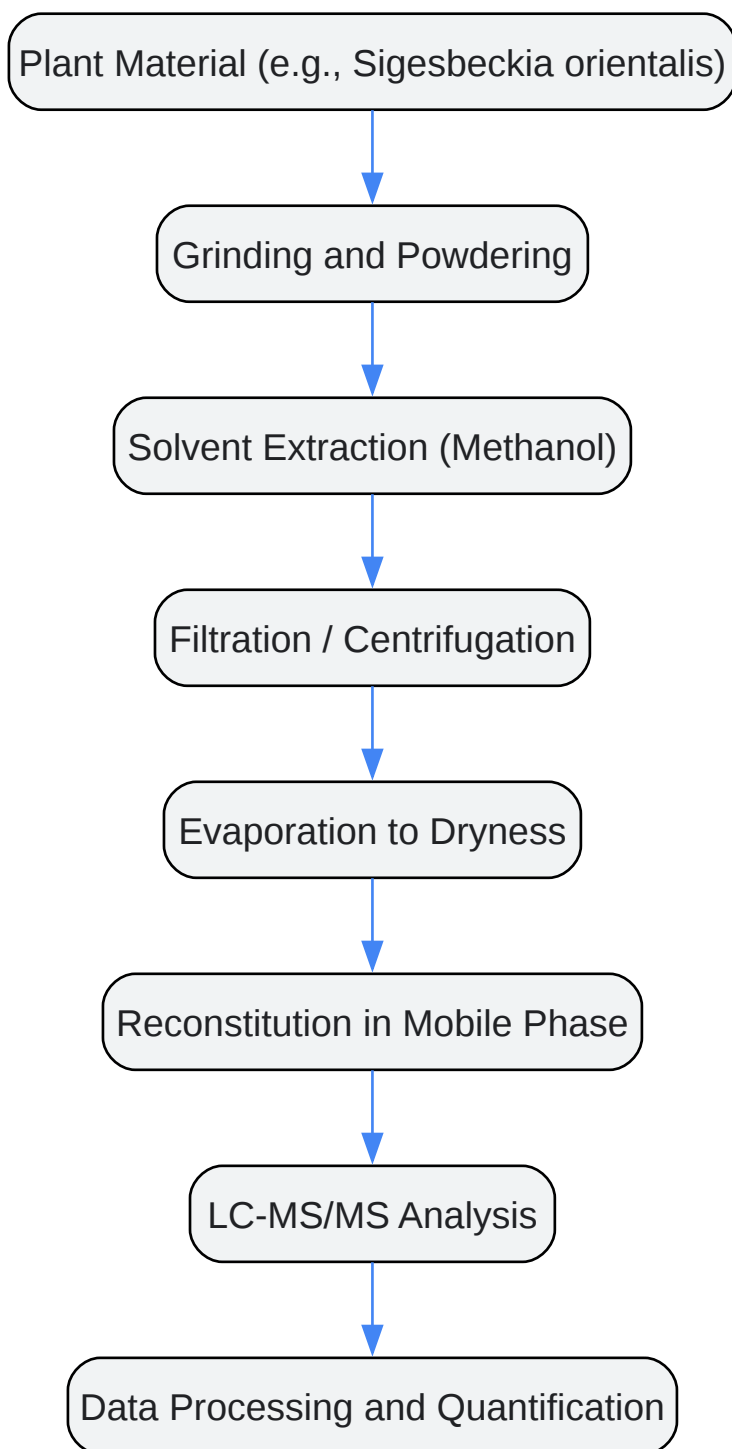 Plant Material (e.g., Sigesbeckia orientalis)
Grinding and Powdering
Solvent Extraction (Methanol)
Filtration / Centrifugation
Evaporation to Dryness
Reconstitution in Mobile Phase
LC-MS/MS Analysis
Data Processing and Quantification